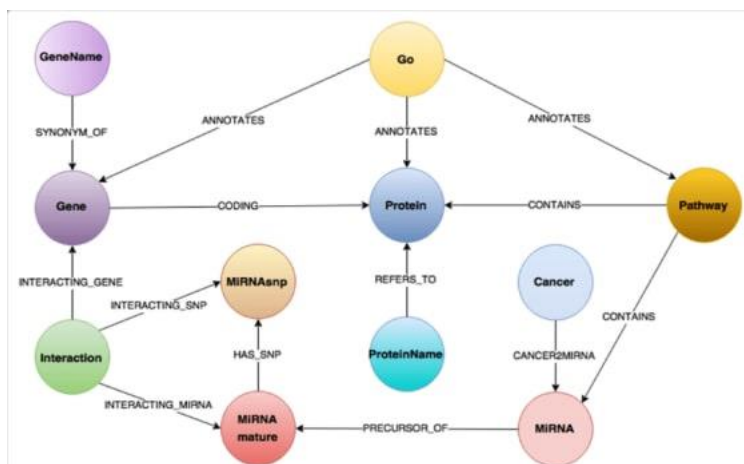 GeneName
Go
SYNONYM_OF
ANNOTATES
ANNOTATES
ANNOTATES
Gene
CODING
Protein
CONTAINS
Pathway
INTERACTING_GENE
INTERACTING_SNP
MiRNAsnp
REFERS_TO
Cancer
CONTAINS
Interaction
HAS_SNP
ProteinName
CANCER2MIRNA
INTERACTING_MIRNA
MiRNA
mature
PRECURSOR_OF
MiRNA